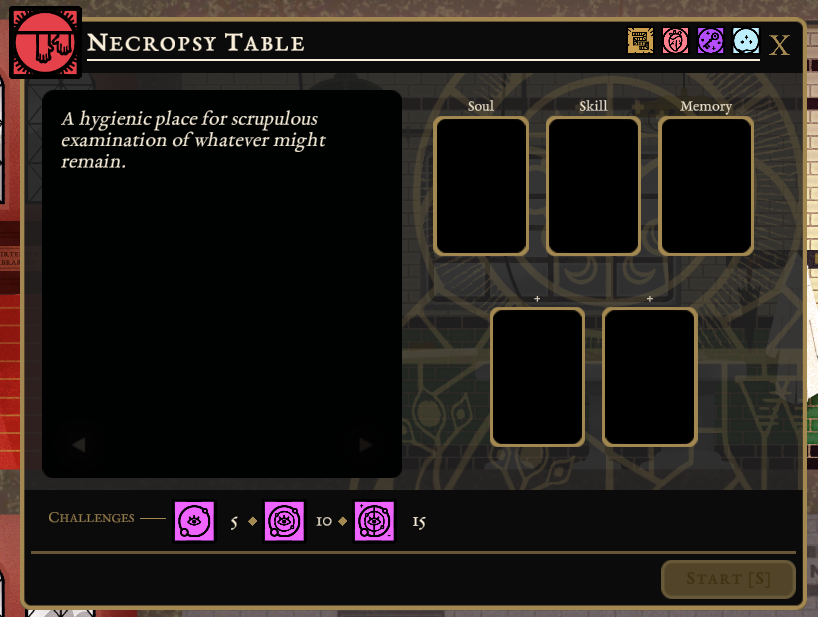 Necropsy Table
X
A hygienic place for scrupulous
examination of whatever might
remain.
Soul Skill Memory
+ +
Challenges 5 10 15
Start [S]